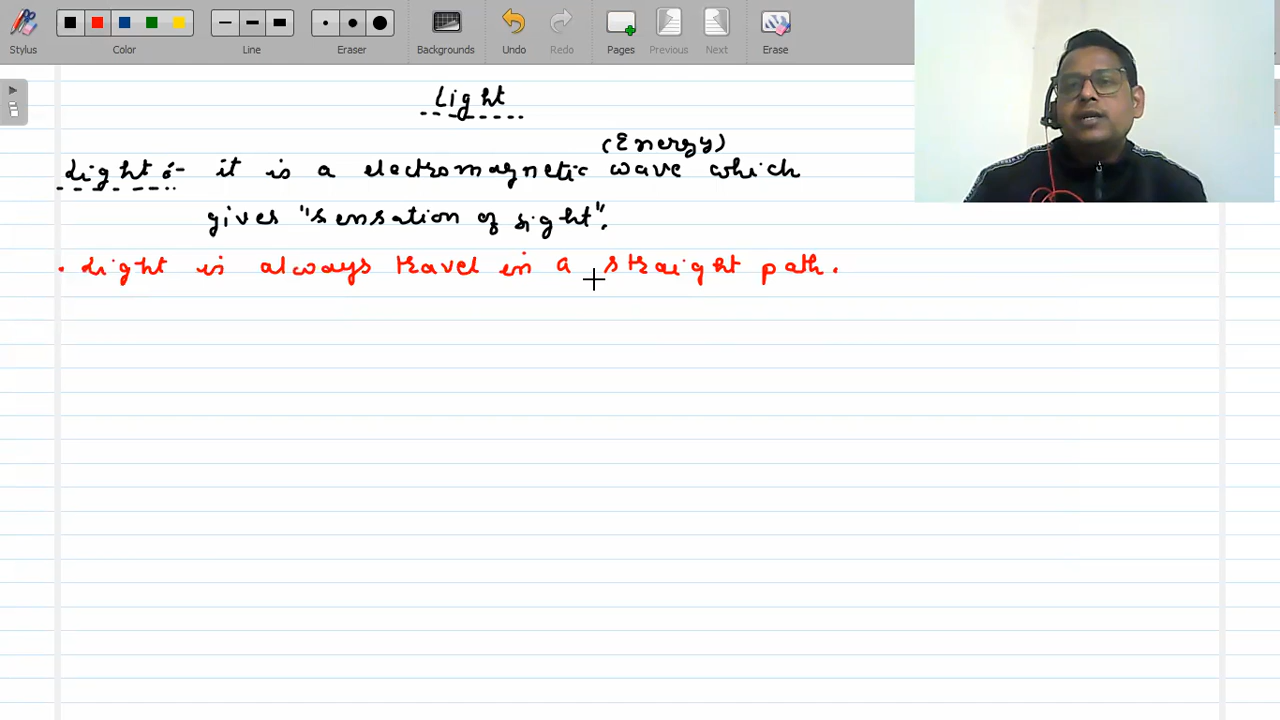 Stylus Color Line Eraser Backgrounds Undo Redo Pages Previous Next Erase
Light
(Energy)
Light :- it is a electromagnetic wave which
gives "sensation of sight".
. Light is always travel in a straight path.